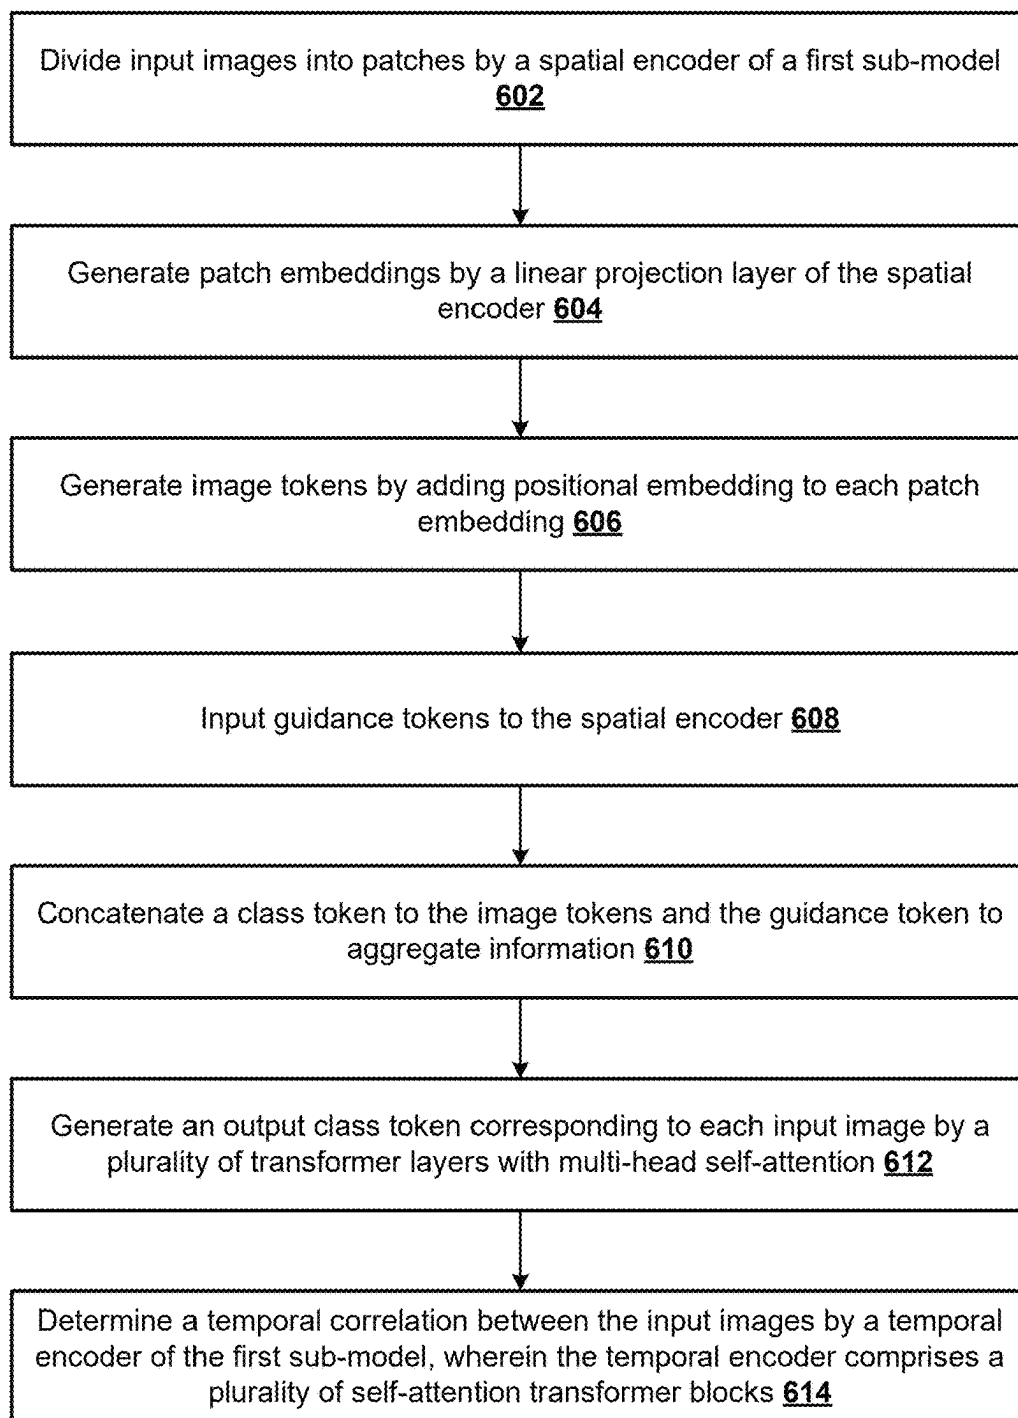 Divide input images into patches by a spatial encoder of a first sub-model
602
Generate patch embeddings by a linear projection layer of the spatial
encoder 604
Generate image tokens by adding positional embedding to each patch
embedding 606
Input guidance tokens to the spatial encoder 608
Concatenate a class token to the image tokens and the guidance token to
aggregate information 610
Generate an output class token corresponding to each input image by a
plurality of transformer layers with multi-head self-attention 612
Determine a temporal correlation between the input images by a temporal
encoder of the first sub-model, wherein the temporal encoder comprises a
plurality of self-attention transformer blocks 614